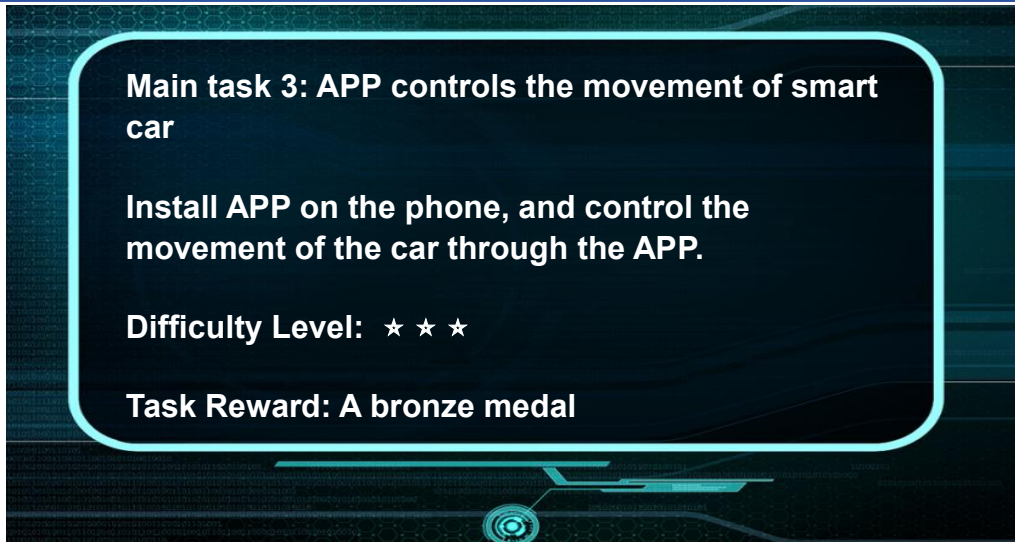 Main task 3: APP controls the movement of smart
car
Install APP on the phone, and control the
movement of the car through the APP.
Difficulty Level: ★ ★ ★
Task Reward: A bronze medal